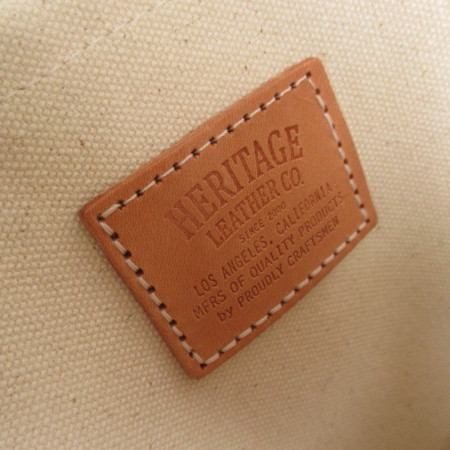 HERITAGE
LEATHER CO.
SINCE 2000
LOS ANGELES, CALIFORNIA
MFRS OF QUALITY PRODUCTS
by PROUDLY CRAFTSMEN